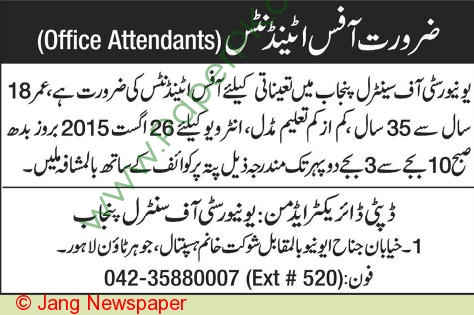 ضرورت آفس اٹینڈنٹس (Office Attendants)
یونیورسٹی آف سینٹرل پنجاب میں تعیناتی کیلئے آفس اٹینڈنٹس کی ضرورت ہے، عمر 18
سال سے 35 سال، کم از کم تعلیم مڈل، انٹرویو کیلئے 26 اگست 2015 بروز بدھ
صبح 10 بجے سے 3 بجے دوپہر تک مندرجہ ذیل پتہ پر کوائف کے ساتھ بالمشافہ ملیں۔
ڈپٹی ڈائریکٹر ایڈمن: یونیورسٹی آف سنٹرل پنجاب
1۔ خیابان جناح ایونیو بالمقابل شوکت خانم ہسپتال، جوہر ٹاؤن لاہور۔
فون: 042-35880007 (Ext # 520)
© Jang Newspaper